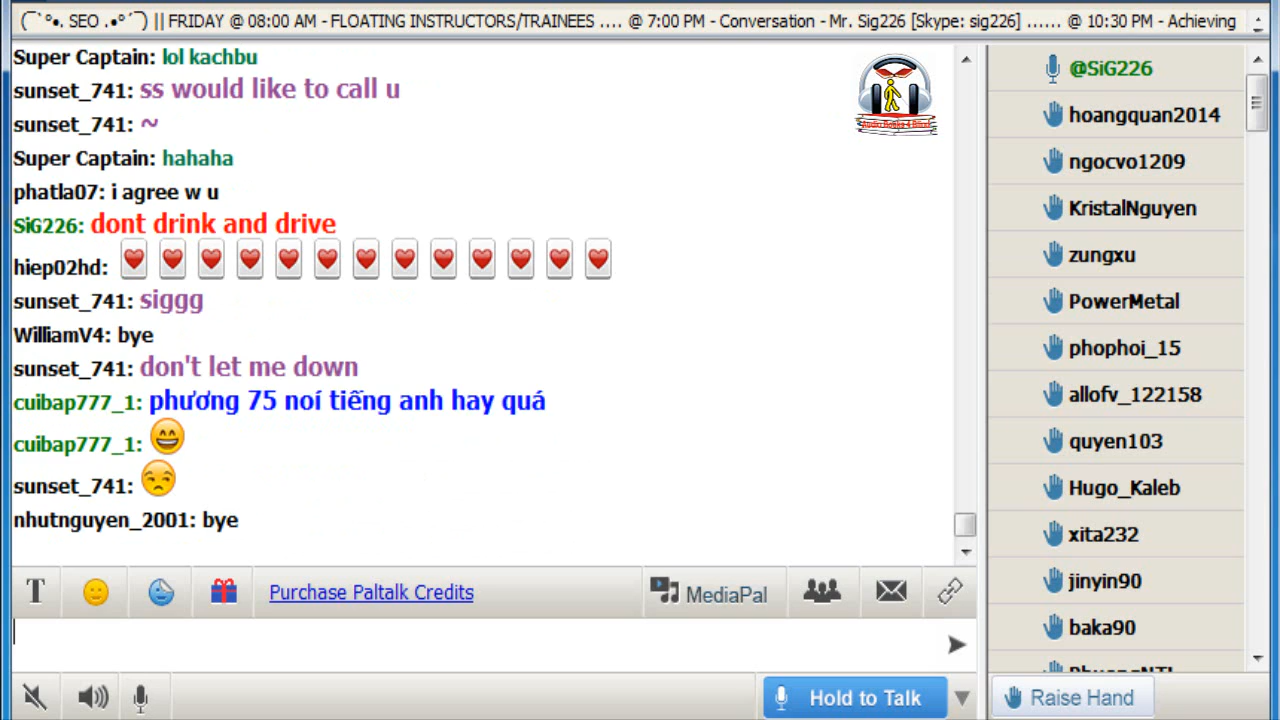 (¯`°•. SEO .•°´¯) || FRIDAY @ 08:00 AM - FLOATING INSTRUCTORS/TRAINEES .... @ 7:00 PM - Conversation - Mr. Sig226 [Skype: sig226] ...... @ 10:30 PM - Achieving
Super Captain: lol kachbu
sunset_741: ss would like to call u
sunset_741: ~
Super Captain: hahaha
phatla07: i agree w u
SiG226: dont drink and drive
hiep02hd:
sunset_741: siggg
WilliamV4: bye
sunset_741: don't let me down
cuibap777_1: phương 75 noí tiếng anh hay quá
cuibap777_1:
sunset_741:
nhutnguyen_2001: bye
T
Purchase Paltalk Credits
MediaPal
Hold to Talk
@SiG226
hoangquan2014
ngocvo1209
KristalNguyen
zungxu
PowerMetal
phophoi_15
allofv_122158
quyen103
Hugo_Kaleb
xita232
jinyin90
baka90
Raise Hand